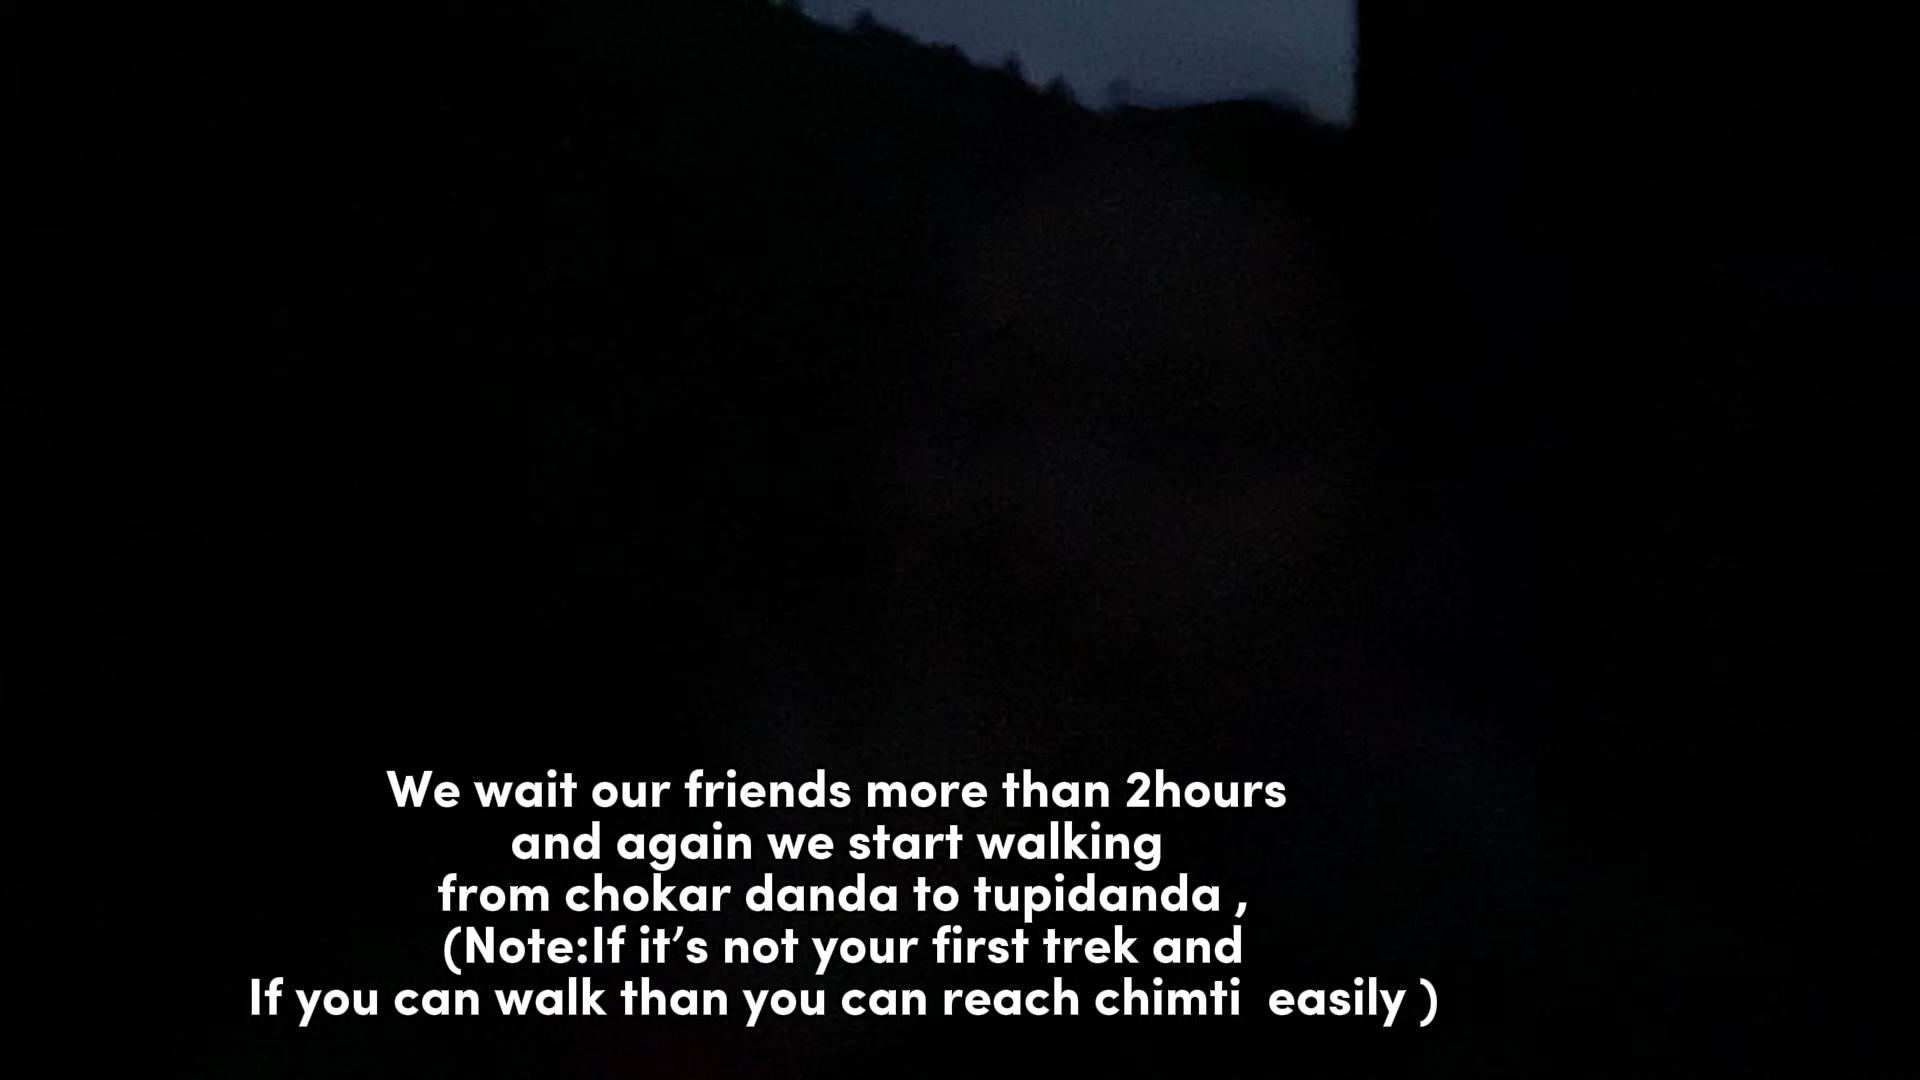 We wait our friends more than 2hours
and again we start walking
from chokar danda to tupidanda ,
(Note:If it’s not your first trek and
If you can walk than you can reach chimti  easily )